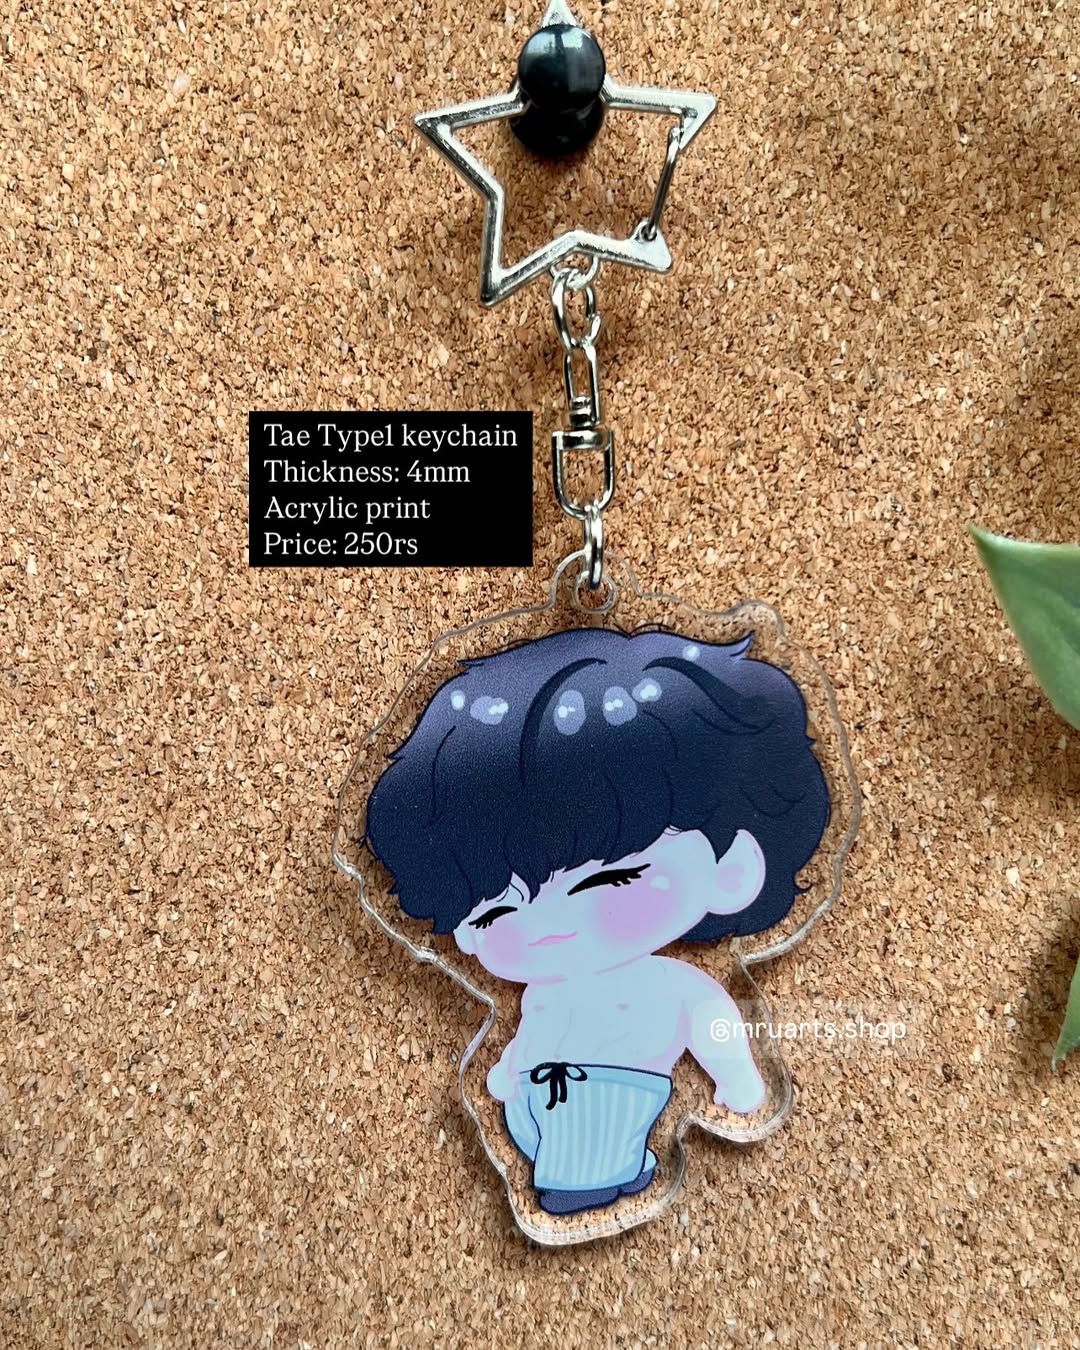 Tae Type1 keychain
Thickness: 4mm
Acrylic print
Price: 250rs
@mruarts.shop